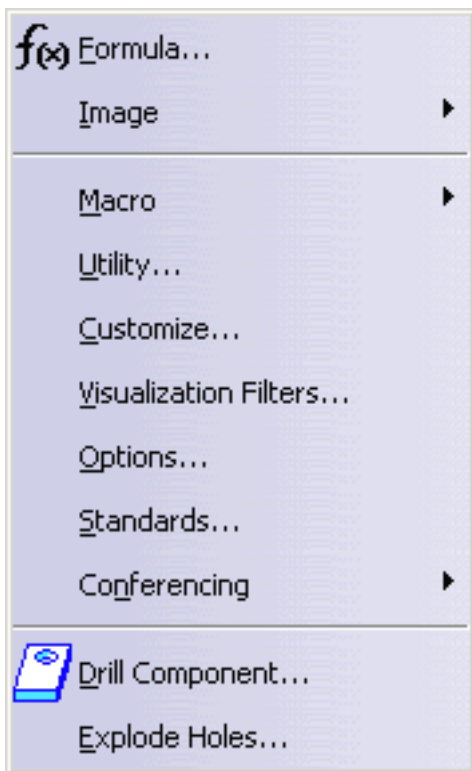 f(x) Formula...
Image
Macro
Utility...
Customize...
Visualization Filters...
Options...
Standards...
Conferencing
Drill Component...
Explode Holes...